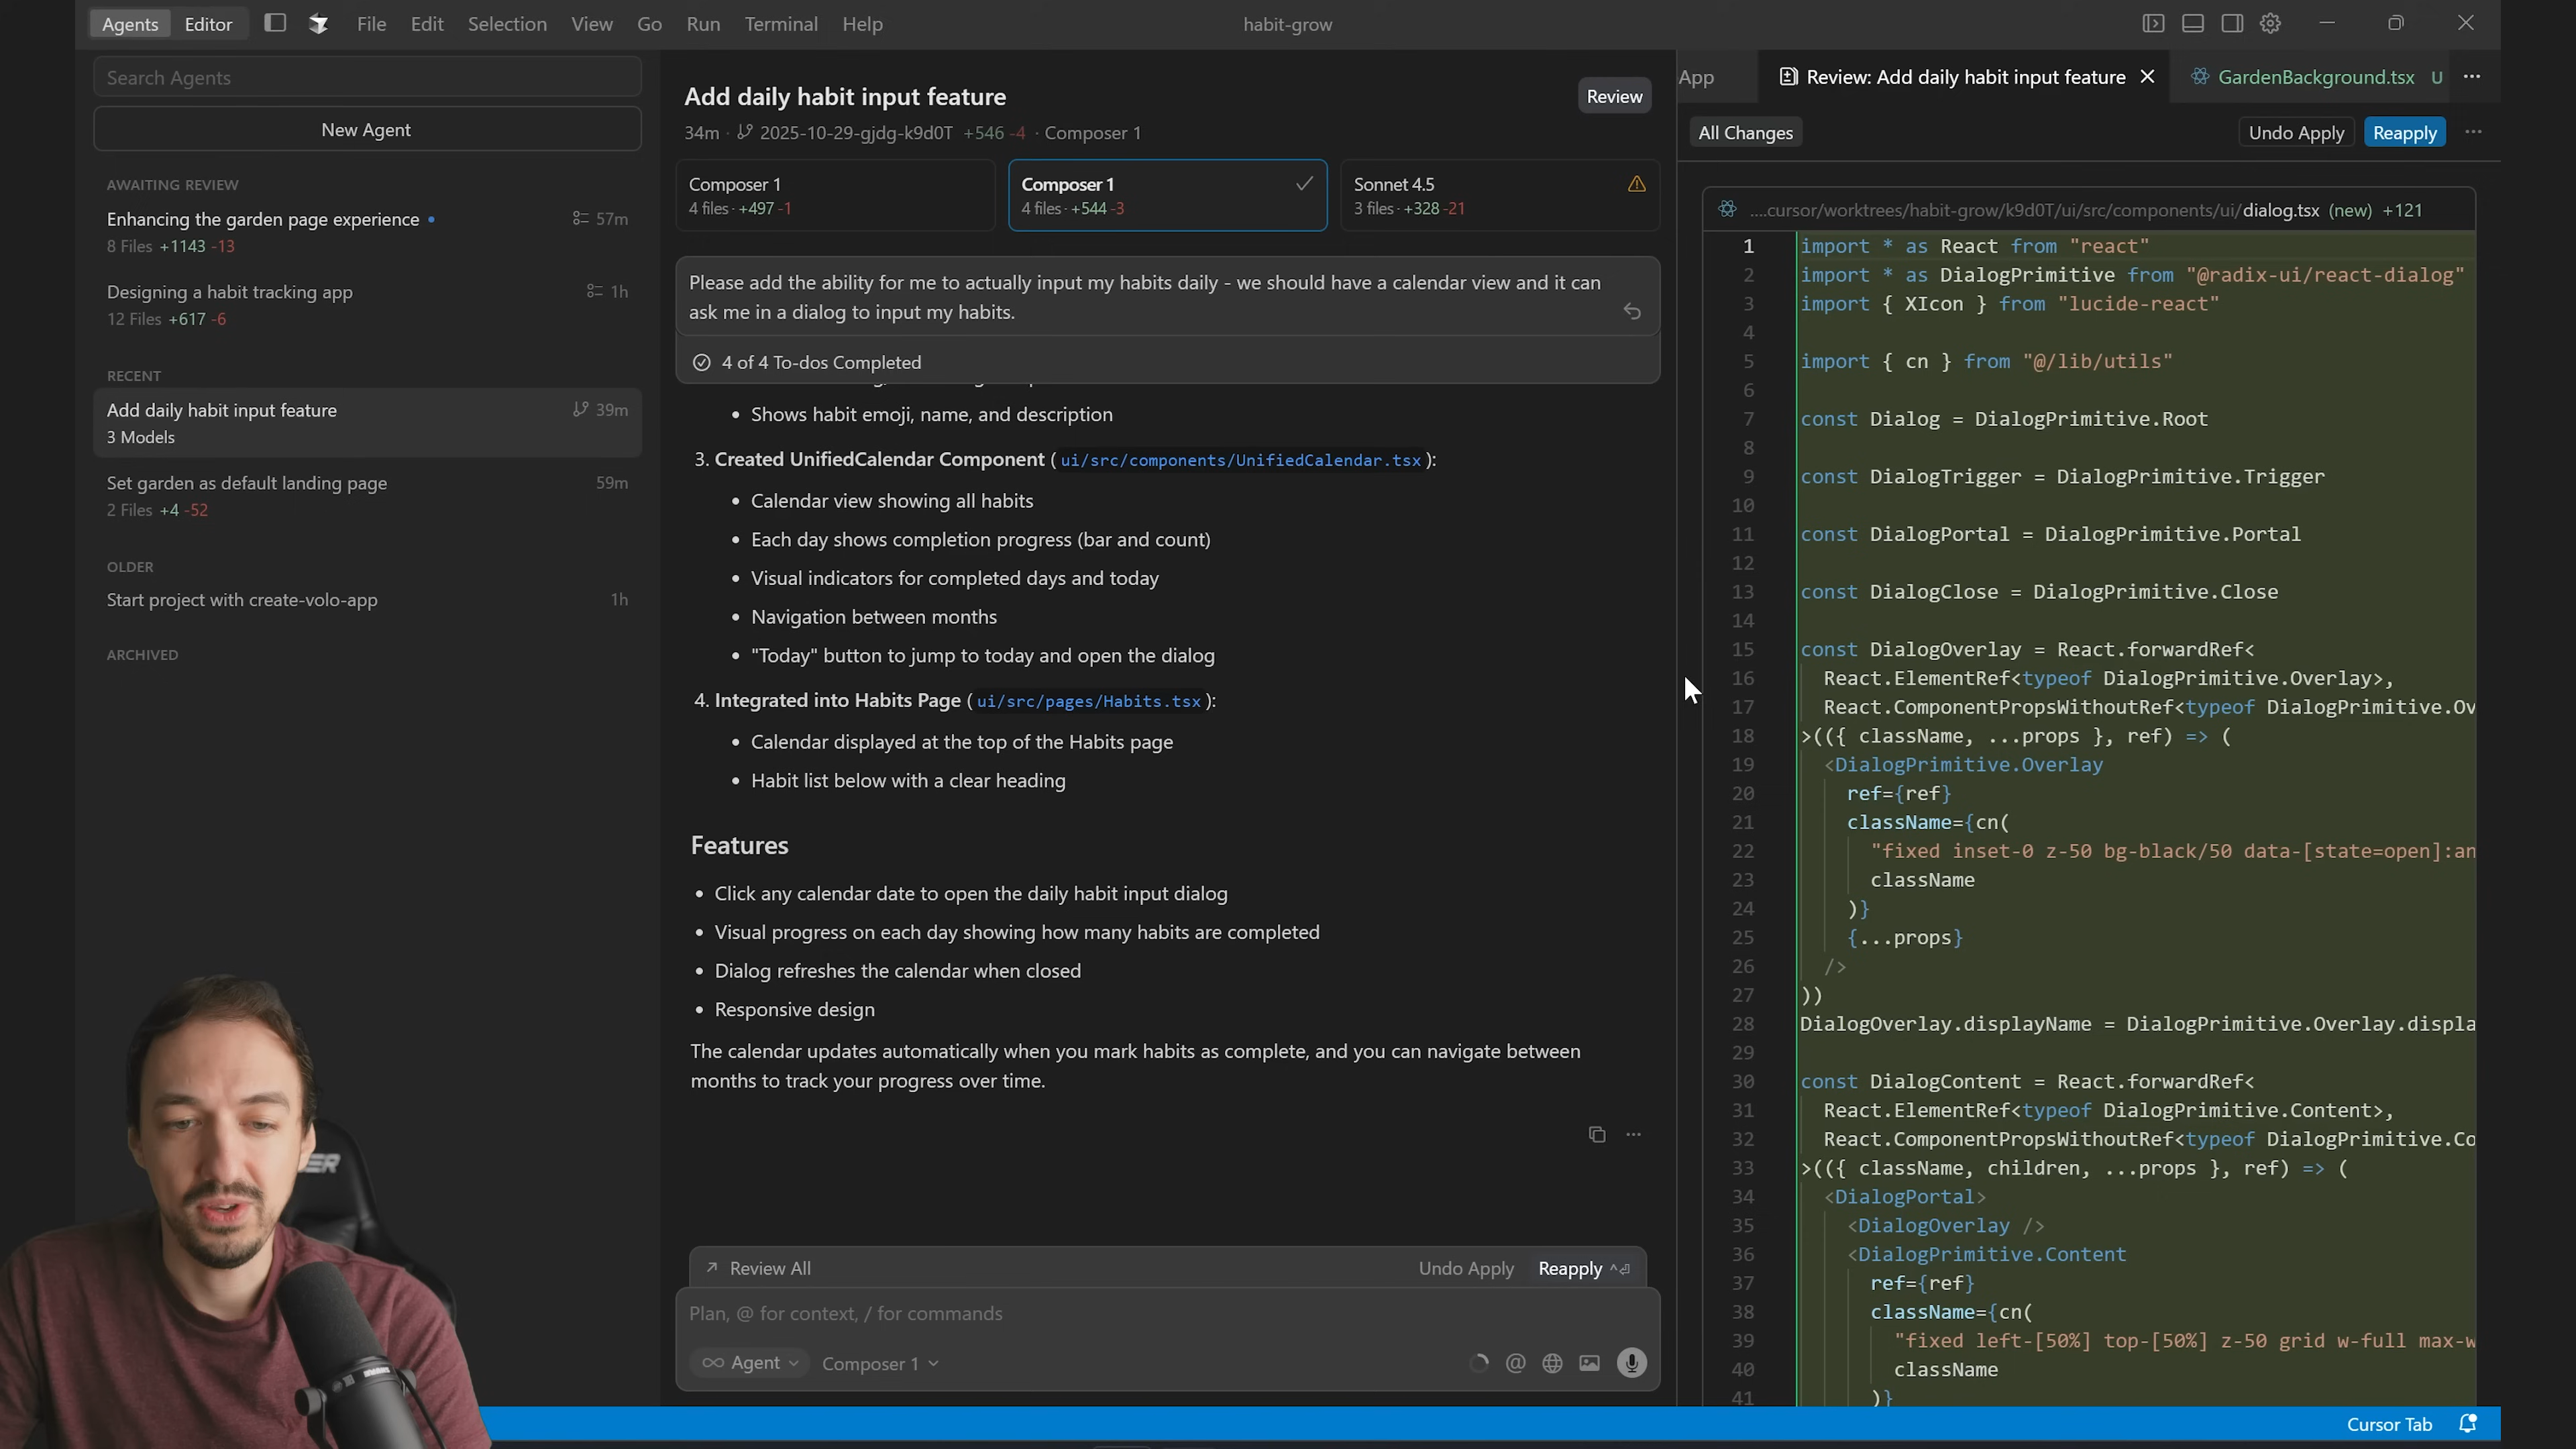 Agents Editor File Edit Selection View Go Run Terminal Help
habit-grow
Search Agents
New Agent
AWAITING REVIEW
Enhancing the garden page experience 57m
8 Files +1143 -13
Designing a habit tracking app 1h
12 Files +617 -6
RECENT
Add daily habit input feature 39m
3 Models
Set garden as default landing page 59m
2 Files +4 -52
OLDER
Start project with create-volo-app 1h
ARCHIVED
Add daily habit input feature
Review
34m · 2025-10-29-gjdg-k9d0T +546 -4 · Composer 1
Composer 1
4 files · +497 -1
Composer 1
4 files · +544 -3
Sonnet 4.5
3 files · +328 -21
Please add the ability for me to actually input my habits daily - we should have a calendar view and it can
ask me in a dialog to input my habits.
4 of 4 To-dos Completed
• Shows habit emoji, name, and description
3. Created UnifiedCalendar Component ( ui/src/components/UnifiedCalendar.tsx ):
• Calendar view showing all habits
• Each day shows completion progress (bar and count)
• Visual indicators for completed days and today
• Navigation between months
• "Today" button to jump to today and open the dialog
4. Integrated into Habits Page ( ui/src/pages/Habits.tsx ):
• Calendar displayed at the top of the Habits page
• Habit list below with a clear heading
Features
• Click any calendar date to open the daily habit input dialog
• Visual progress on each day showing how many habits are completed
• Dialog refreshes the calendar when closed
• Responsive design
The calendar updates automatically when you mark habits as complete, and you can navigate between
months to track your progress over time.
Review All Undo Apply Reapply
Plan, @ for context, / for commands
Agent Composer 1
App
Review: Add daily habit input feature
GardenBackground.tsx U
All Changes
Undo Apply Reapply
....cursor/worktrees/habit-grow/k9d0T/ui/src/components/ui/dialog.tsx (new) +121
1 import * as React from "react"
2 import * as DialogPrimitive from "@radix-ui/react-dialog"
3 import { XIcon } from "lucide-react"
4
5 import { cn } from "@/lib/utils"
6
7 const Dialog = DialogPrimitive.Root
8
9 const DialogTrigger = DialogPrimitive.Trigger
10
11 const DialogPortal = DialogPrimitive.Portal
12
13 const DialogClose = DialogPrimitive.Close
14
15 const DialogOverlay = React.forwardRef<
16 React.ElementRef<typeof DialogPrimitive.Overlay>,
17 React.ComponentPropsWithoutRef<typeof DialogPrimitive.Ov
18 >(({ className, ...props }, ref) => (
19 <DialogPrimitive.Overlay
20 ref={ref}
21 className={cn(
22 "fixed inset-0 z-50 bg-black/50 data-[state=open]:an
23 className
24 )}
25 {...props}
26 />
27 ))
28 DialogOverlay.displayName = DialogPrimitive.Overlay.displa
29
30 const DialogContent = React.forwardRef<
31 React.ElementRef<typeof DialogPrimitive.Content>,
32 React.ComponentPropsWithoutRef<typeof DialogPrimitive.Co
33 >(({ className, children, ...props }, ref) => (
34 <DialogPortal>
35 <DialogOverlay />
36 <DialogPrimitive.Content
37 ref={ref}
38 className={cn(
39 "fixed left-[50%] top-[50%] z-50 grid w-full max-w
40 className
41 )}
Cursor Tab